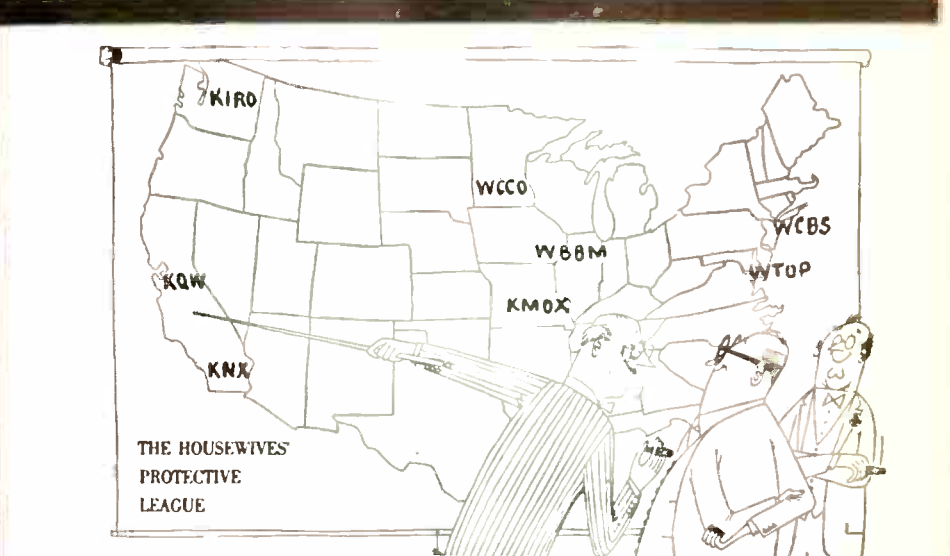 KIRO
WCCO
WCBS
WBBM
WTOP
KQW
KMOX
KNX
THE HOUSEWIVES'
PROTECTIVE
LEAGUE